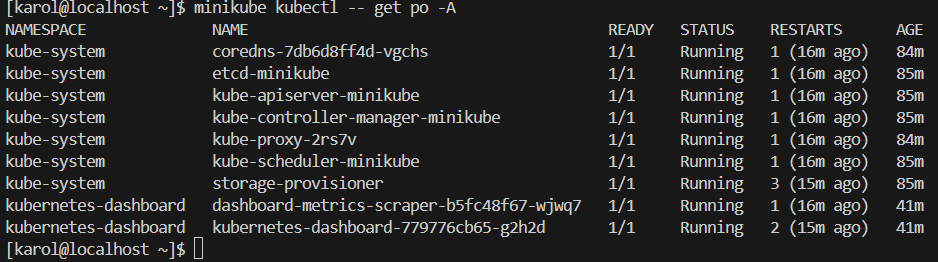 [karol@localhost ~]$ minikube kubectl -- get po -A
NAMESPACE NAME READY STATUS RESTARTS AGE
kube-system coredns-7db6d8ff4d-vgchs 1/1 Running 1 (16m ago) 84m
kube-system etcd-minikube 1/1 Running 1 (16m ago) 85m
kube-system kube-apiserver-minikube 1/1 Running 1 (16m ago) 85m
kube-system kube-controller-manager-minikube 1/1 Running 1 (16m ago) 85m
kube-system kube-proxy-2rs7v 1/1 Running 1 (16m ago) 84m
kube-system kube-scheduler-minikube 1/1 Running 1 (16m ago) 85m
kube-system storage-provisioner 1/1 Running 3 (15m ago) 85m
kubernetes-dashboard dashboard-metrics-scraper-b5fc48f67-wjwq7 1/1 Running 1 (16m ago) 41m
kubernetes-dashboard kubernetes-dashboard-779776cb65-g2h2d 1/1 Running 2 (15m ago) 41m
[karol@localhost ~]$